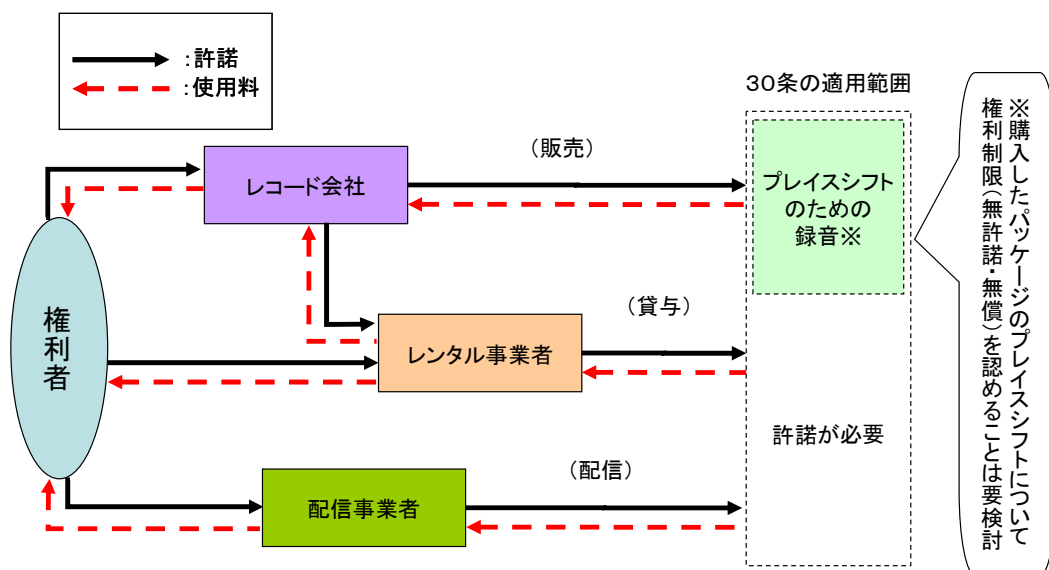 :許諾
:使用料
30条の適用範囲
※購入したパッケージのプレイスシフトについて
権利制限(無許諾・無償)を認めることは要検討
(販売)
レコード会社
プレイスシフト
のための
録音※
権利者
(貸与)
レンタル事業者
許諾が必要
(配信)
配信事業者